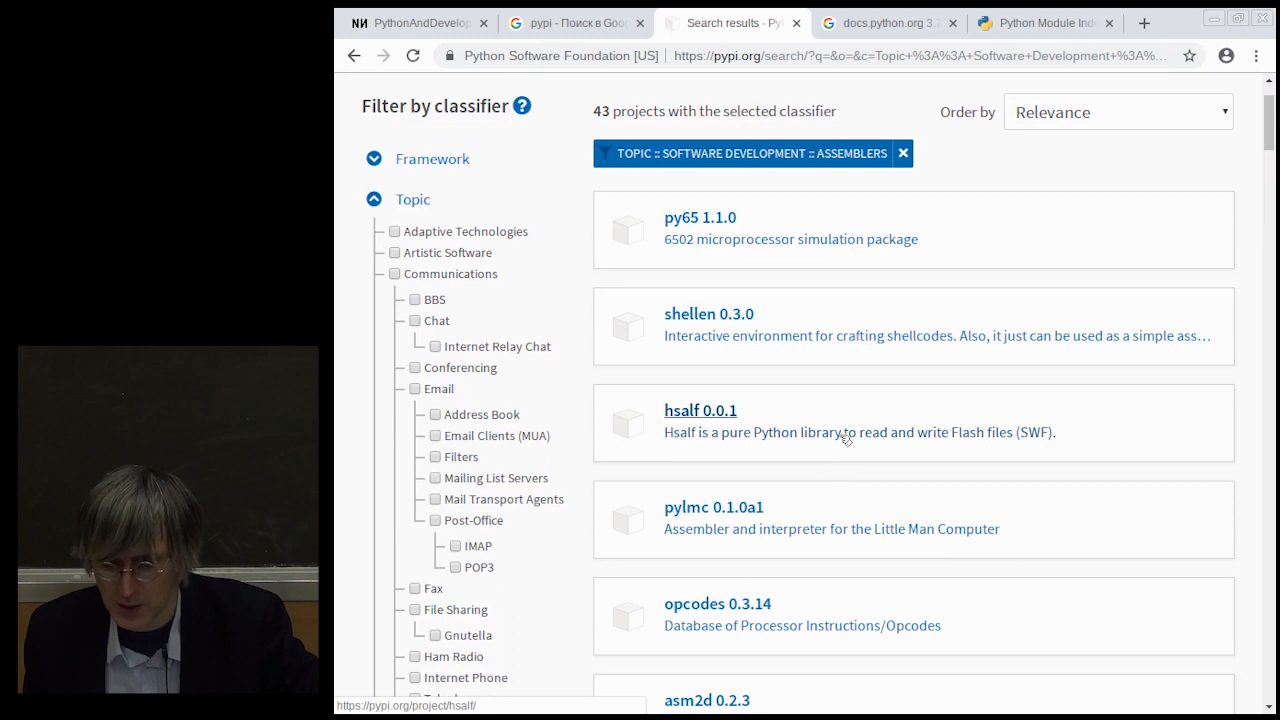 PythonAndDevelop
pypi - Поиск в Goo
Search results · Py
docs.python.org 3.7
Python Module Ind
Python Software Foundation [US] https://pypi.org/search/?q=&o=&c=Topic+%3A%3A+Software+Development+%3A%...
Filter by classifier ?
Framework
Topic
Adaptive Technologies
Artistic Software
Communications
BBS
Chat
Internet Relay Chat
Conferencing
Email
Address Book
Email Clients (MUA)
Filters
Mailing List Servers
Mail Transport Agents
Post-Office
IMAP
POP3
Fax
File Sharing
Gnutella
Ham Radio
Internet Phone
43 projects with the selected classifier
Order by Relevance
TOPIC :: SOFTWARE DEVELOPMENT :: ASSEMBLERS
py65 1.1.0
6502 microprocessor simulation package
shellen 0.3.0
Interactive environment for crafting shellcodes. Also, it just can be used as a simple ass...
hsalf 0.0.1
Hsalf is a pure Python library to read and write Flash files (SWF).
pylmc 0.1.0a1
Assembler and interpreter for the Little Man Computer
opcodes 0.3.14
Database of Processor Instructions/Opcodes
asm2d 0.2.3
https://pypi.org/project/hsalf/